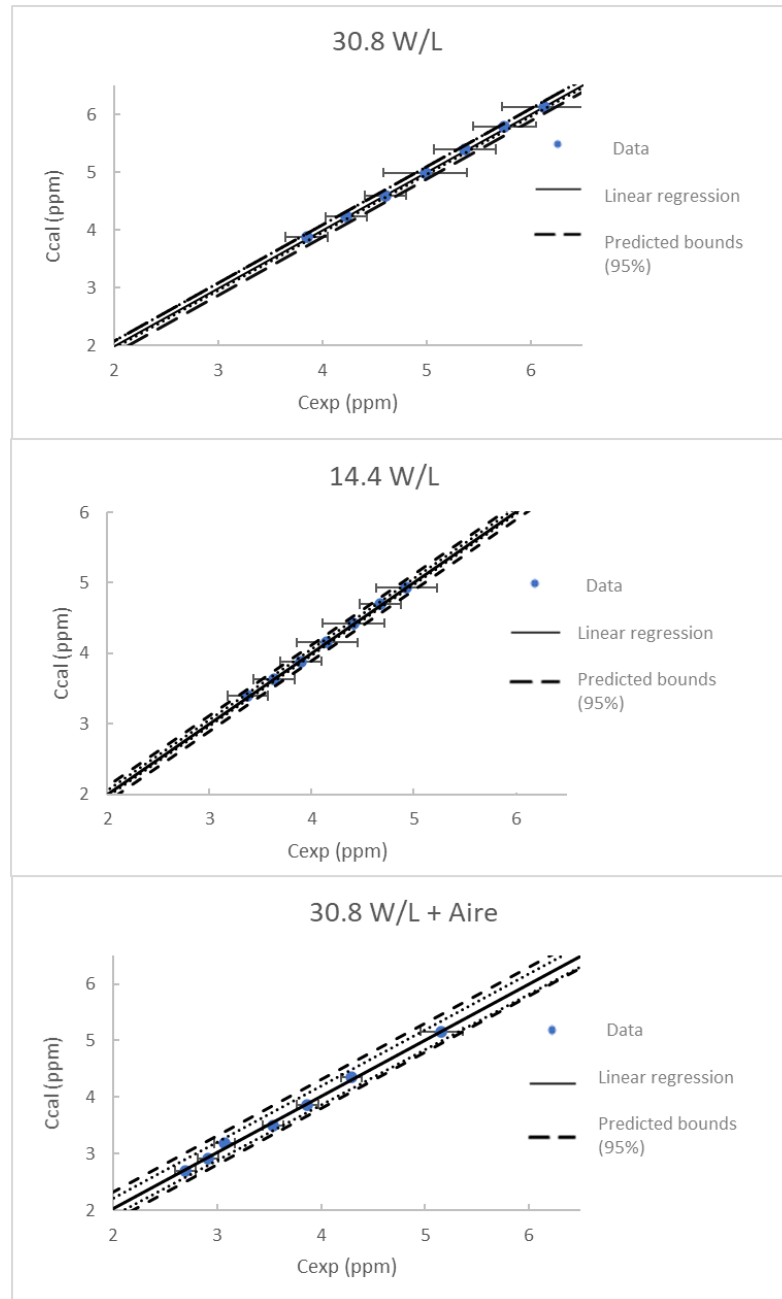 30.8 W/L
6
5
4
3
2
2 3 4 5 6
Ccal (ppm)
Cexp (ppm)
Data
Linear regression
Predicted bounds
(95%)
14.4 W/L
6
5
4
3
2
2 3 4 5 6
Ccal (ppm)
Cexp (ppm)
Data
Linear regression
Predicted bounds
(95%)
30.8 W/L + Aire
6
5
4
3
2
2 3 4 5 6
Ccal (ppm)
Cexp (ppm)
Data
Linear regression
Predicted bounds
(95%)